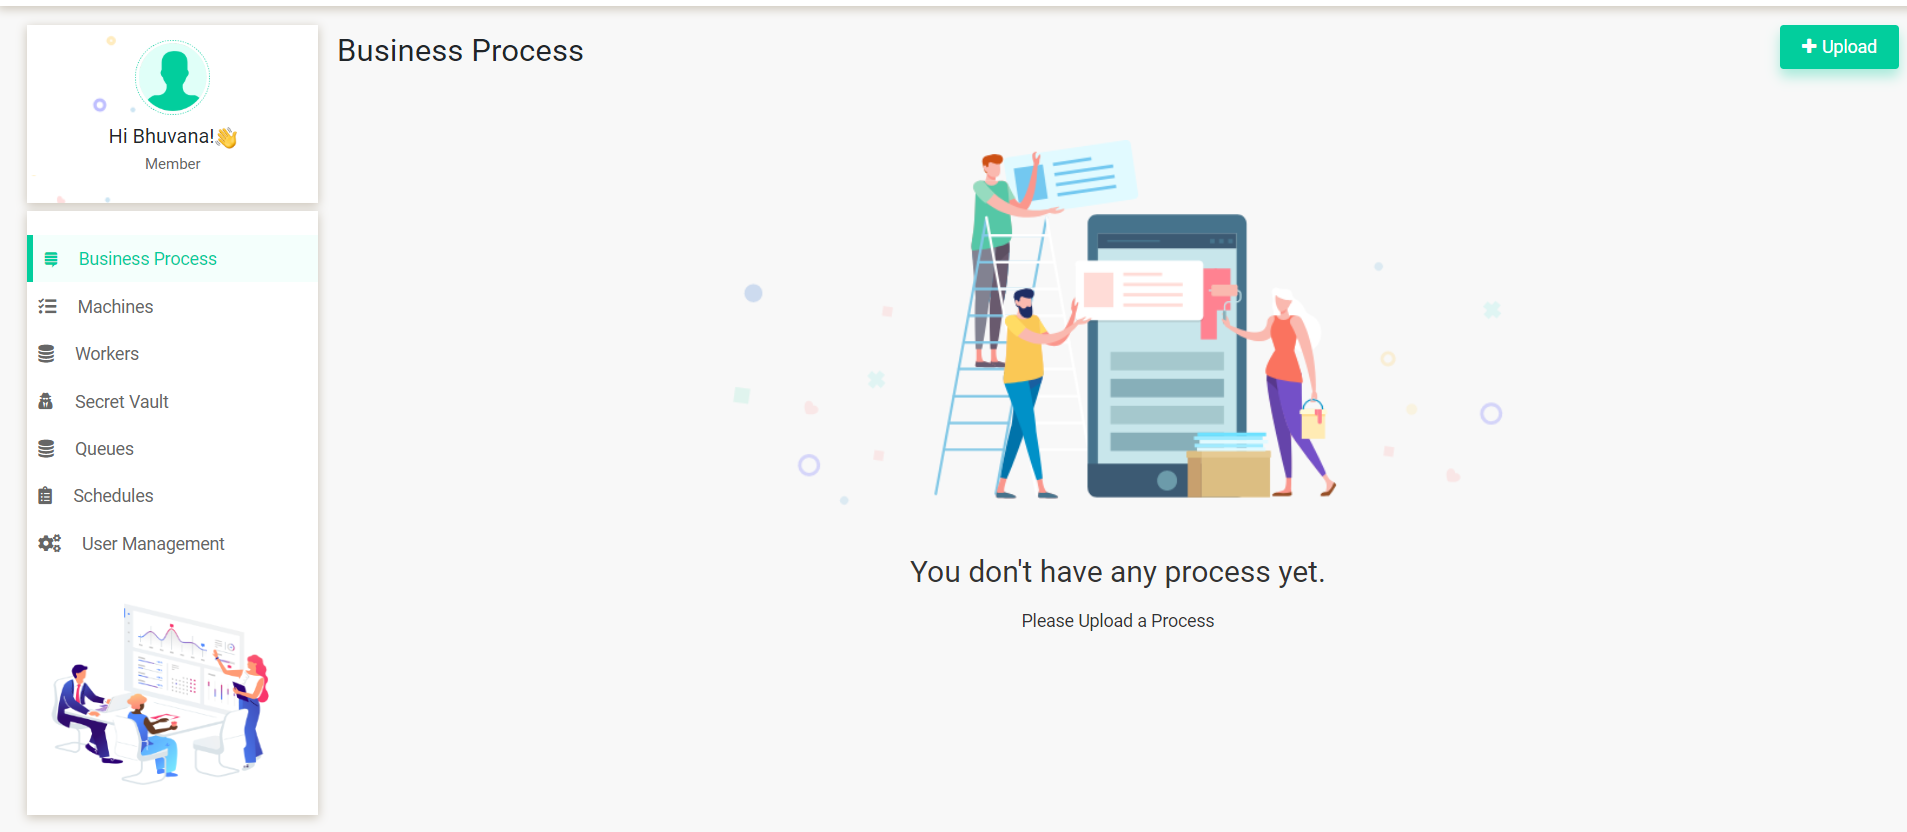 Hi Bhuvana!👋
Member
Business Process
Machines
Workers
Secret Vault
Queues
Schedules
User Management
Business Process
Upload
You don't have any process yet.
Please Upload a Process